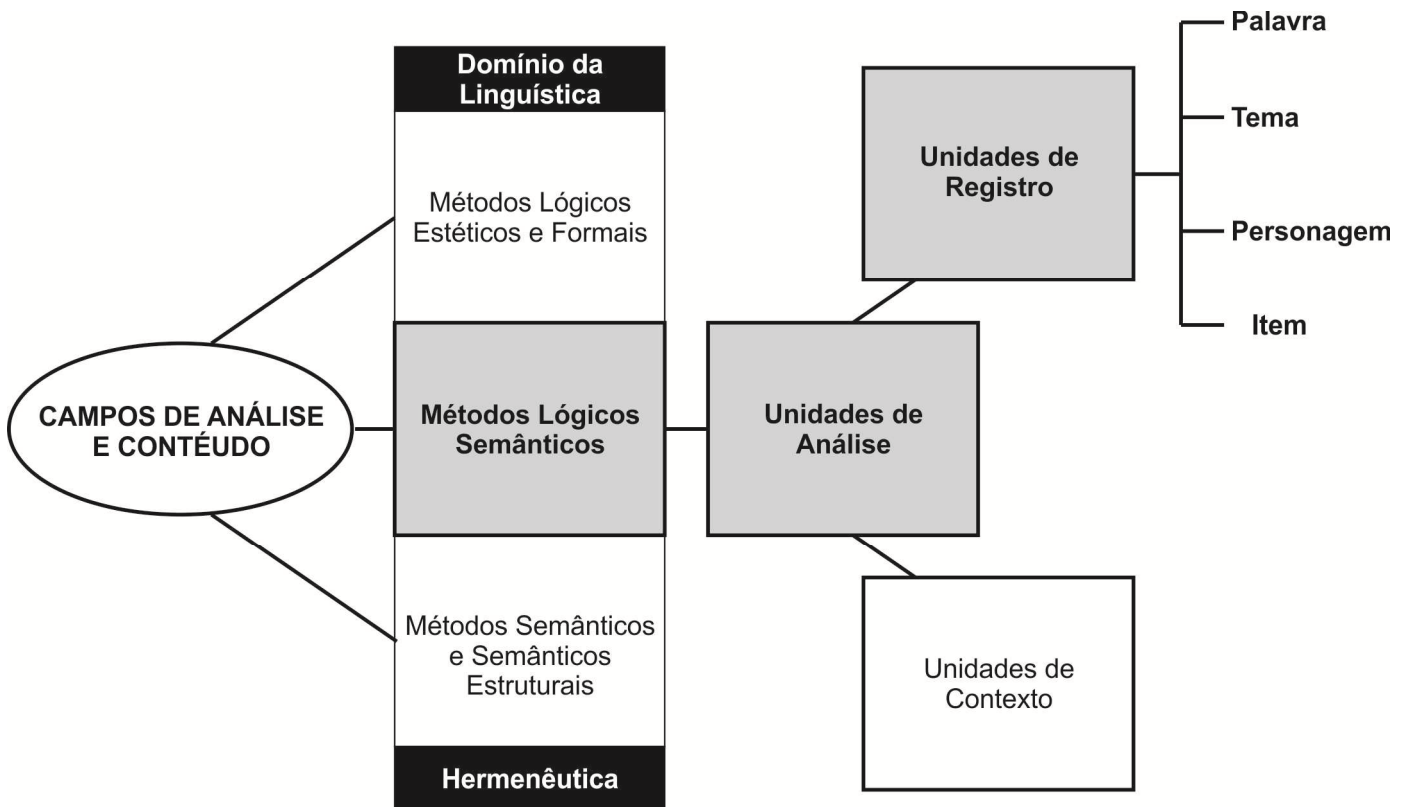 CAMPOS DE ANÁLISE
E CONTÉUDO
Domínio da
Linguística
Métodos Lógicos
Estéticos e Formais
Métodos Lógicos
Semânticos
Métodos Semânticos
e Semânticos
Estruturais
Hermenêutica
Unidades de
Análise
Unidades de
Registro
Palavra
Tema
Personagem
Item
Unidades de
Contexto